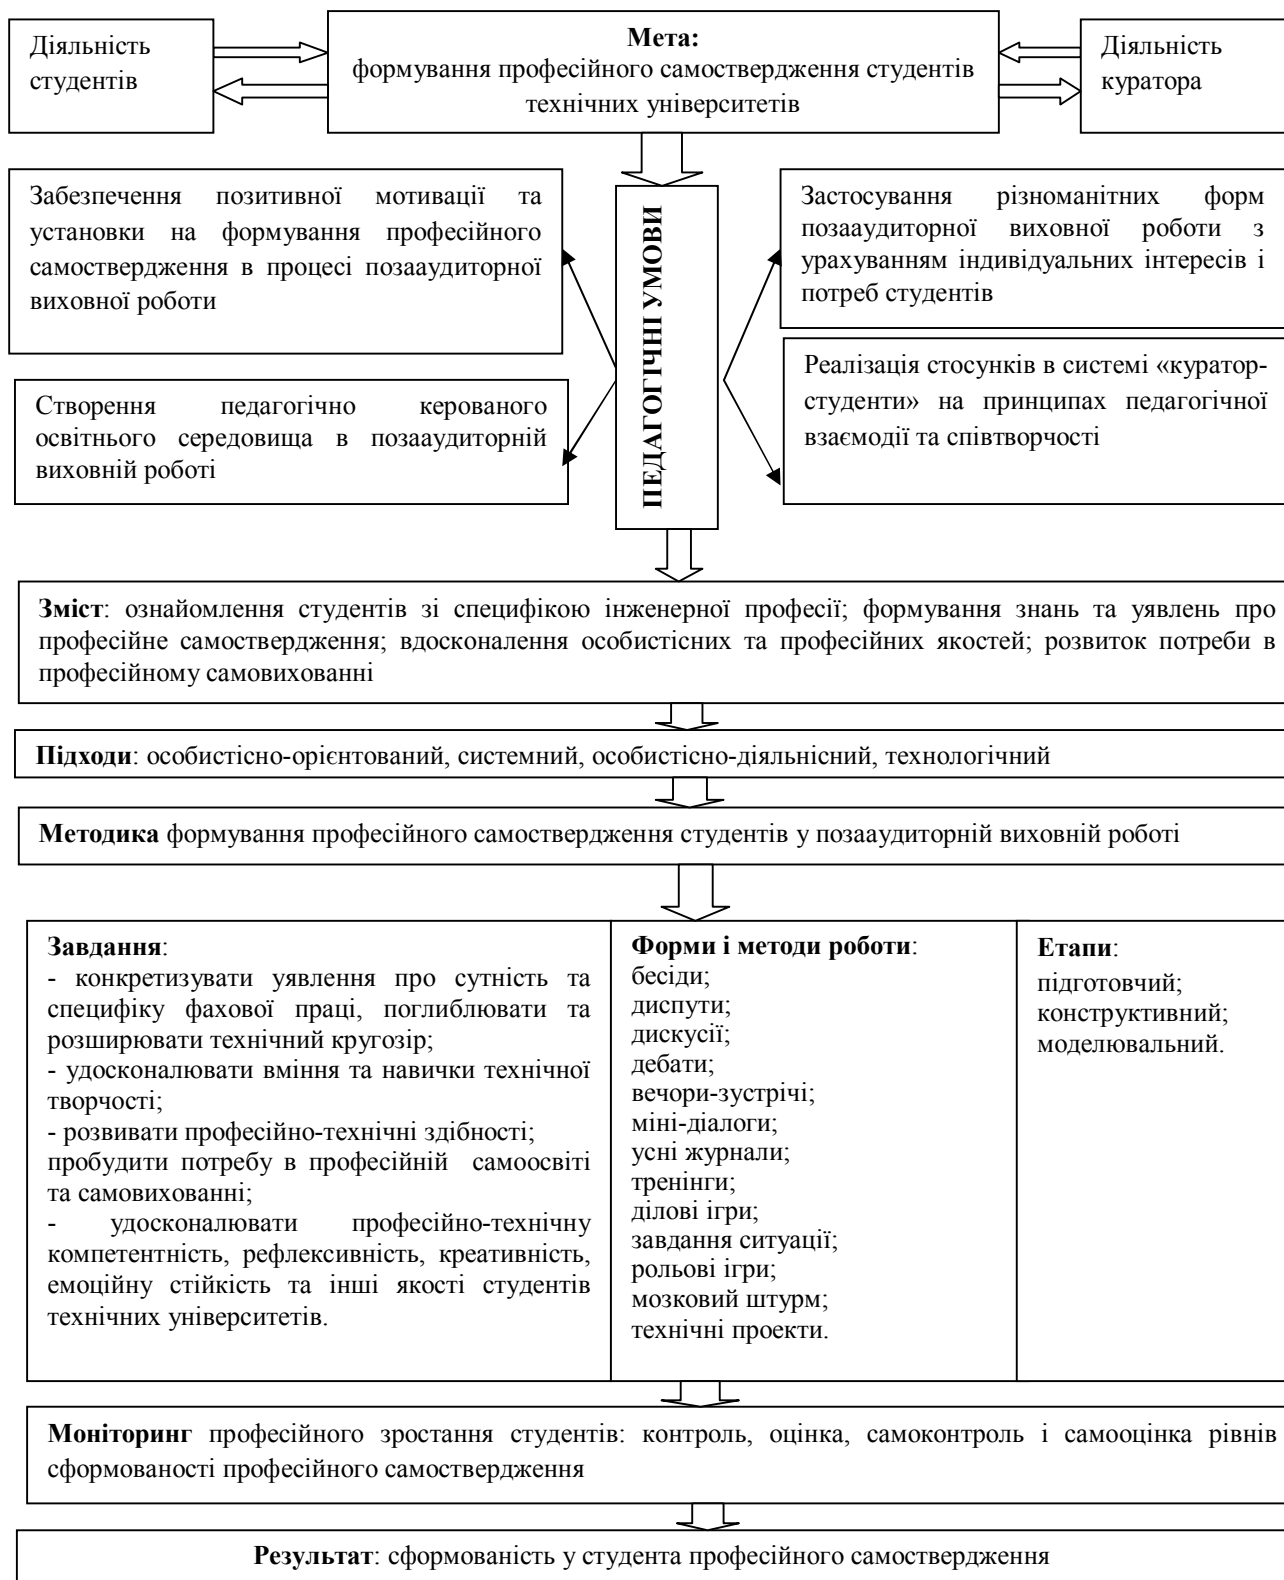 Діяльність
студентів
Мета:
формування професійного самоствердження студентів
технічних університетів
Діяльність
куратора
Забезпечення позитивної мотивації та
установки на формування професійного
самоствердження в процесі позааудиторної
виховної роботи
Створення педагогічно керованого
освітнього середовища в позааудиторній
виховній роботі
ПЕДАГОГІЧНІ УМОВИ
Застосування різноманітних форм
позааудиторної виховної роботи з
урахуванням індивідуальних інтересів і
потреб студентів
Реалізація стосунків в системі «куратор-
студенти» на принципах педагогічної
взаємодії та співтворчості
Зміст: ознайомлення студентів зі специфікою інженерної професії; формування знань та уявлень про
професійне самоствердження; вдосконалення особистісних та професійних якостей; розвиток потреби в
професійному самовихованні
Підходи: особистісно-орієнтований, системний, особистісно-діяльнісний, технологічний
Методика формування професійного самоствердження студентів у позааудиторній виховній роботі
Завдання:
- конкретизувати уявлення про сутність та
специфіку фахової праці, поглиблювати та
розширювати технічний кругозір;
- удосконалювати вміння та навички технічної
творчості;
- розвивати професійно-технічні здібності;
пробудити потребу в професійній самоосвіті
та самовихованні;
- удосконалювати професійно-технічну
компетентність, рефлексивність, креативність,
емоційну стійкість та інші якості студентів
технічних університетів.
Форми і методи роботи:
бесіди;
диспути;
дискусії;
дебати;
вечори-зустрічі;
міні-діалоги;
усні журнали;
тренінги;
ділові ігри;
завдання ситуації;
рольові ігри;
мозковий штурм;
технічні проекти.
Етапи:
підготовчий;
конструктивний;
моделювальний.
Моніторинг професійного зростання студентів: контроль, оцінка, самоконтроль і самооцінка рівнів
сформованості професійного самоствердження
Результат: сформованість у студента професійного самоствердження